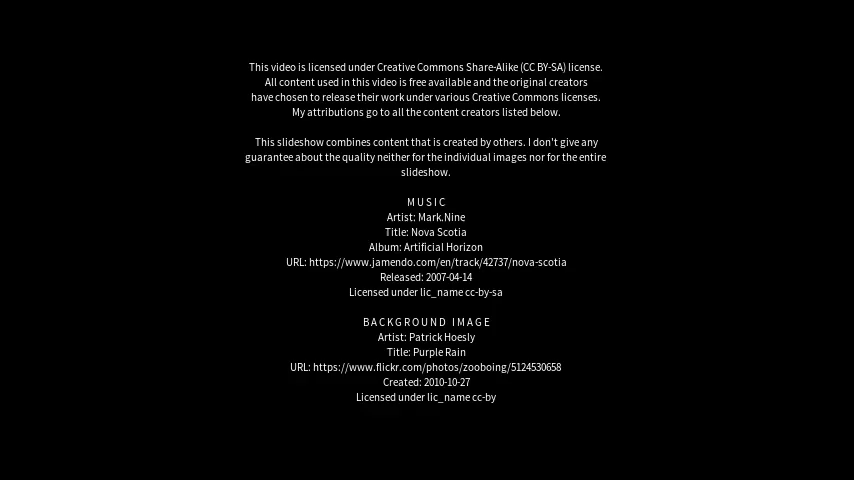 This video is licensed under Creative Commons Share-Alike (CC BY-SA) license.
All content used in this video is free available and the original creators
have chosen to release their work under various Creative Commons licenses.
My attributions go to all the content creators listed below.
This slideshow combines content that is created by others. I don't give any
guarantee about the quality neither for the individual images nor for the entire
slideshow.
M U S I C
Artist: Mark.Nine
Title: Nova Scotia
Album: Artificial Horizon
URL: https://www.jamendo.com/en/track/42737/nova-scotia
Released: 2007-04-14
Licensed under lic_name cc-by-sa
B A C K G R O U N D  I M A G E
Artist: Patrick Hoesly
Title: Purple Rain
URL: https://www.flickr.com/photos/zooboing/5124530658
Created: 2010-10-27
Licensed under lic_name cc-by